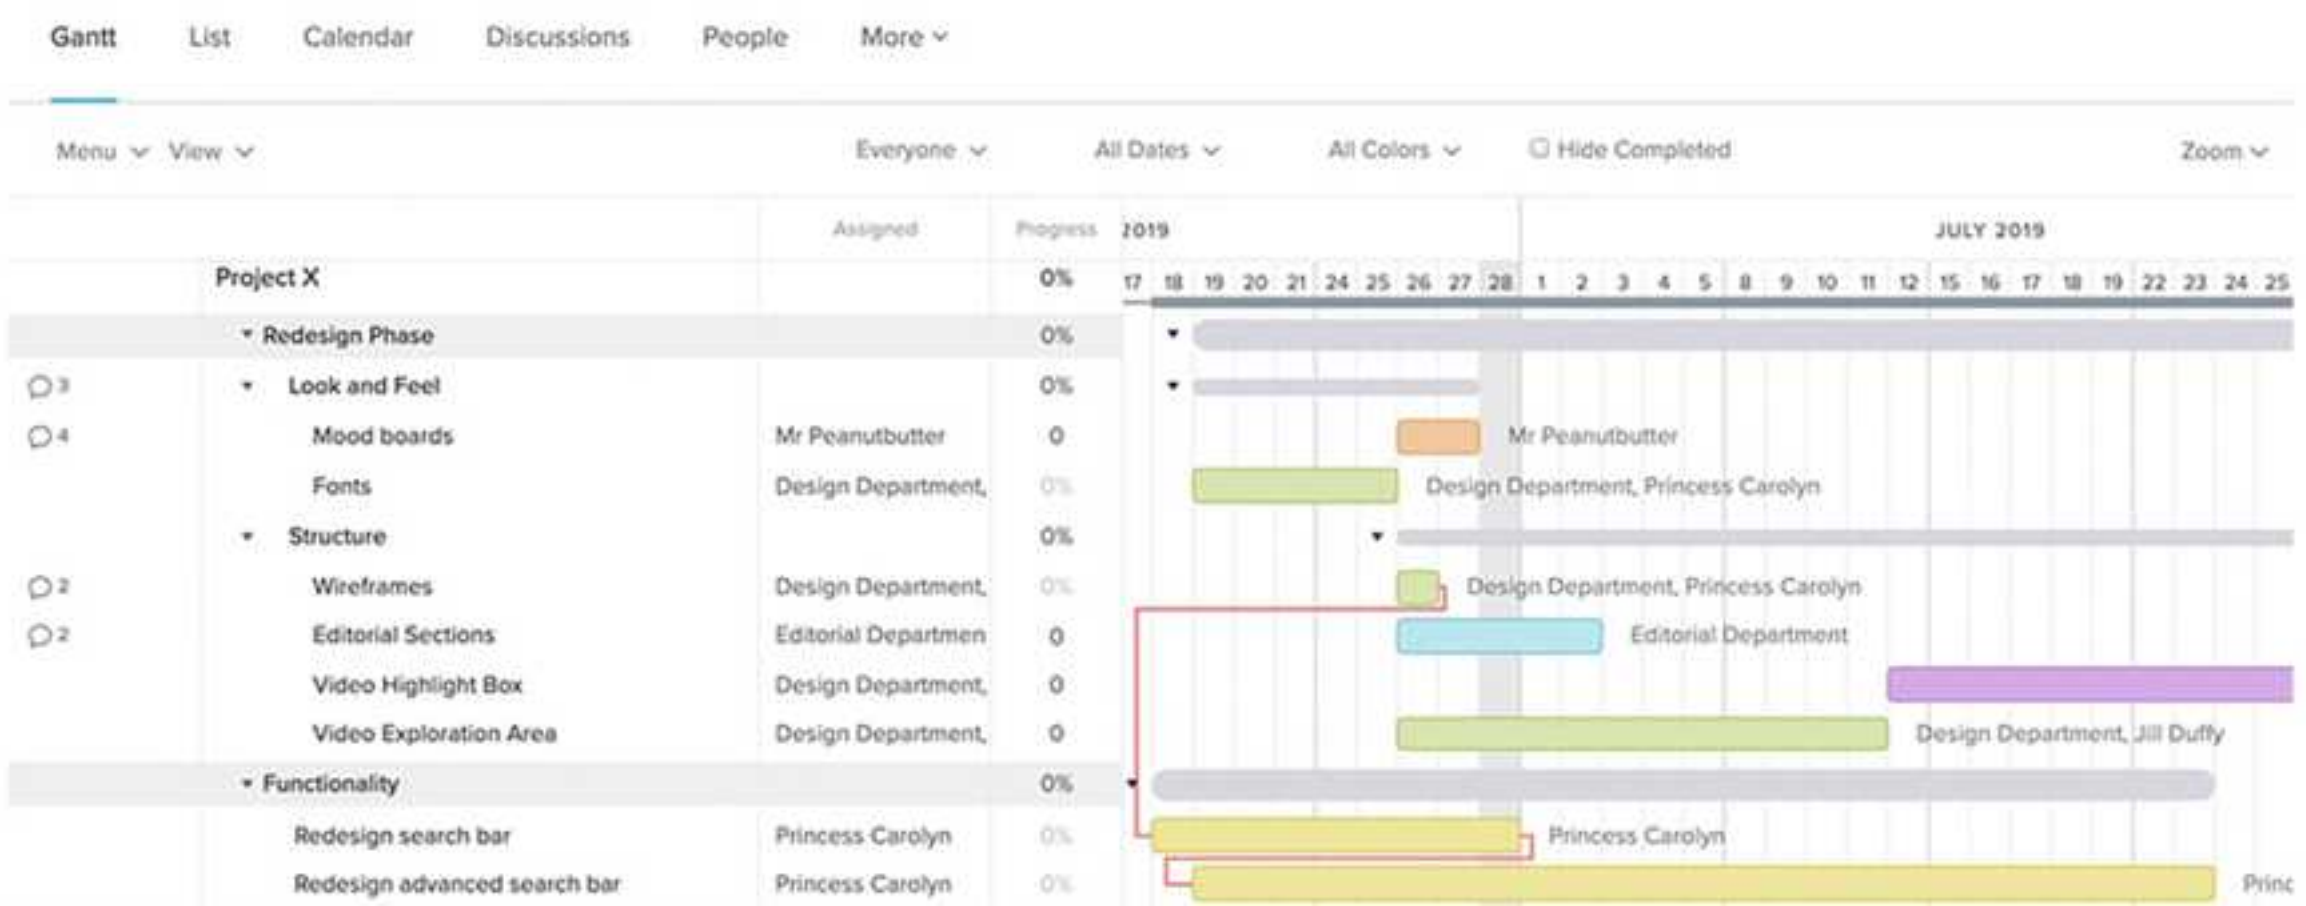 Gantt List Calendar Discussions People More
Menu View Everyone All Dates All Colors Hide Completed Zoom
Assigned Progress 2019 JULY 2019
Project X 0% 17 18 19 20 21 24 25 26 27 28 1 2 3 4 5 8 9 10 11 12 15 16 17 18 19 22 23 24 25
Redesign Phase 0%
3 Look and Feel 0%
4 Mood boards Mr Peanutbutter 0 Mr Peanutbutter
Fonts Design Department, 0% Design Department, Princess Carolyn
Structure 0%
2 Wireframes Design Department, 0% Design Department, Princess Carolyn
2 Editorial Sections Editorial Departmen 0 Editorial Department
Video Highlight Box Design Department, 0
Video Exploration Area Design Department, 0 Design Department, Jill Duffy
Functionality 0%
Redesign search bar Princess Carolyn 0% Princess Carolyn
Redesign advanced search bar Princess Carolyn 0% Princ